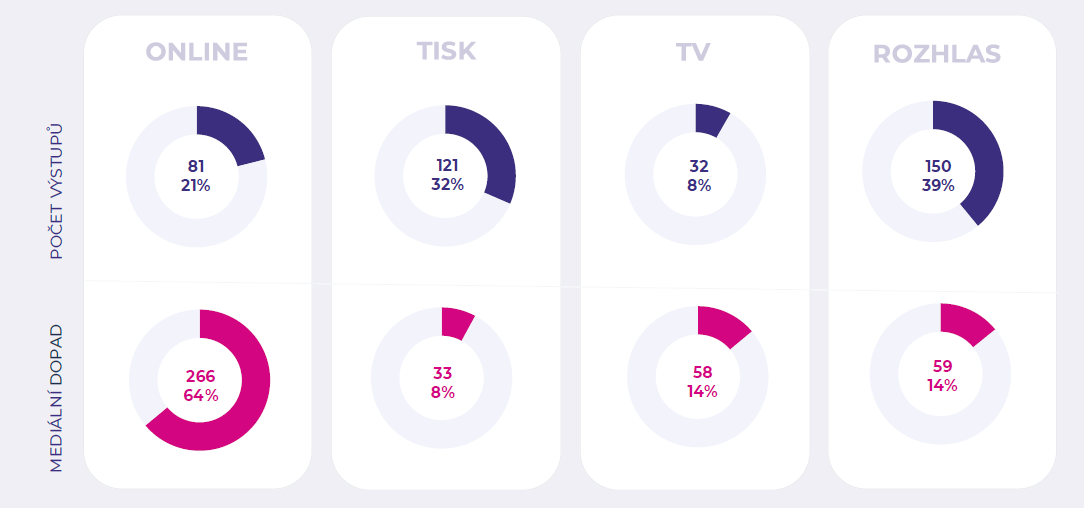 ONLINE
TISK
TV
ROZHLAS
POČET VÝSTUPŮ
81
21%
121
32%
32
8%
150
39%
MEDIÁLNÍ DOPAD
266
64%
33
8%
58
14%
59
14%